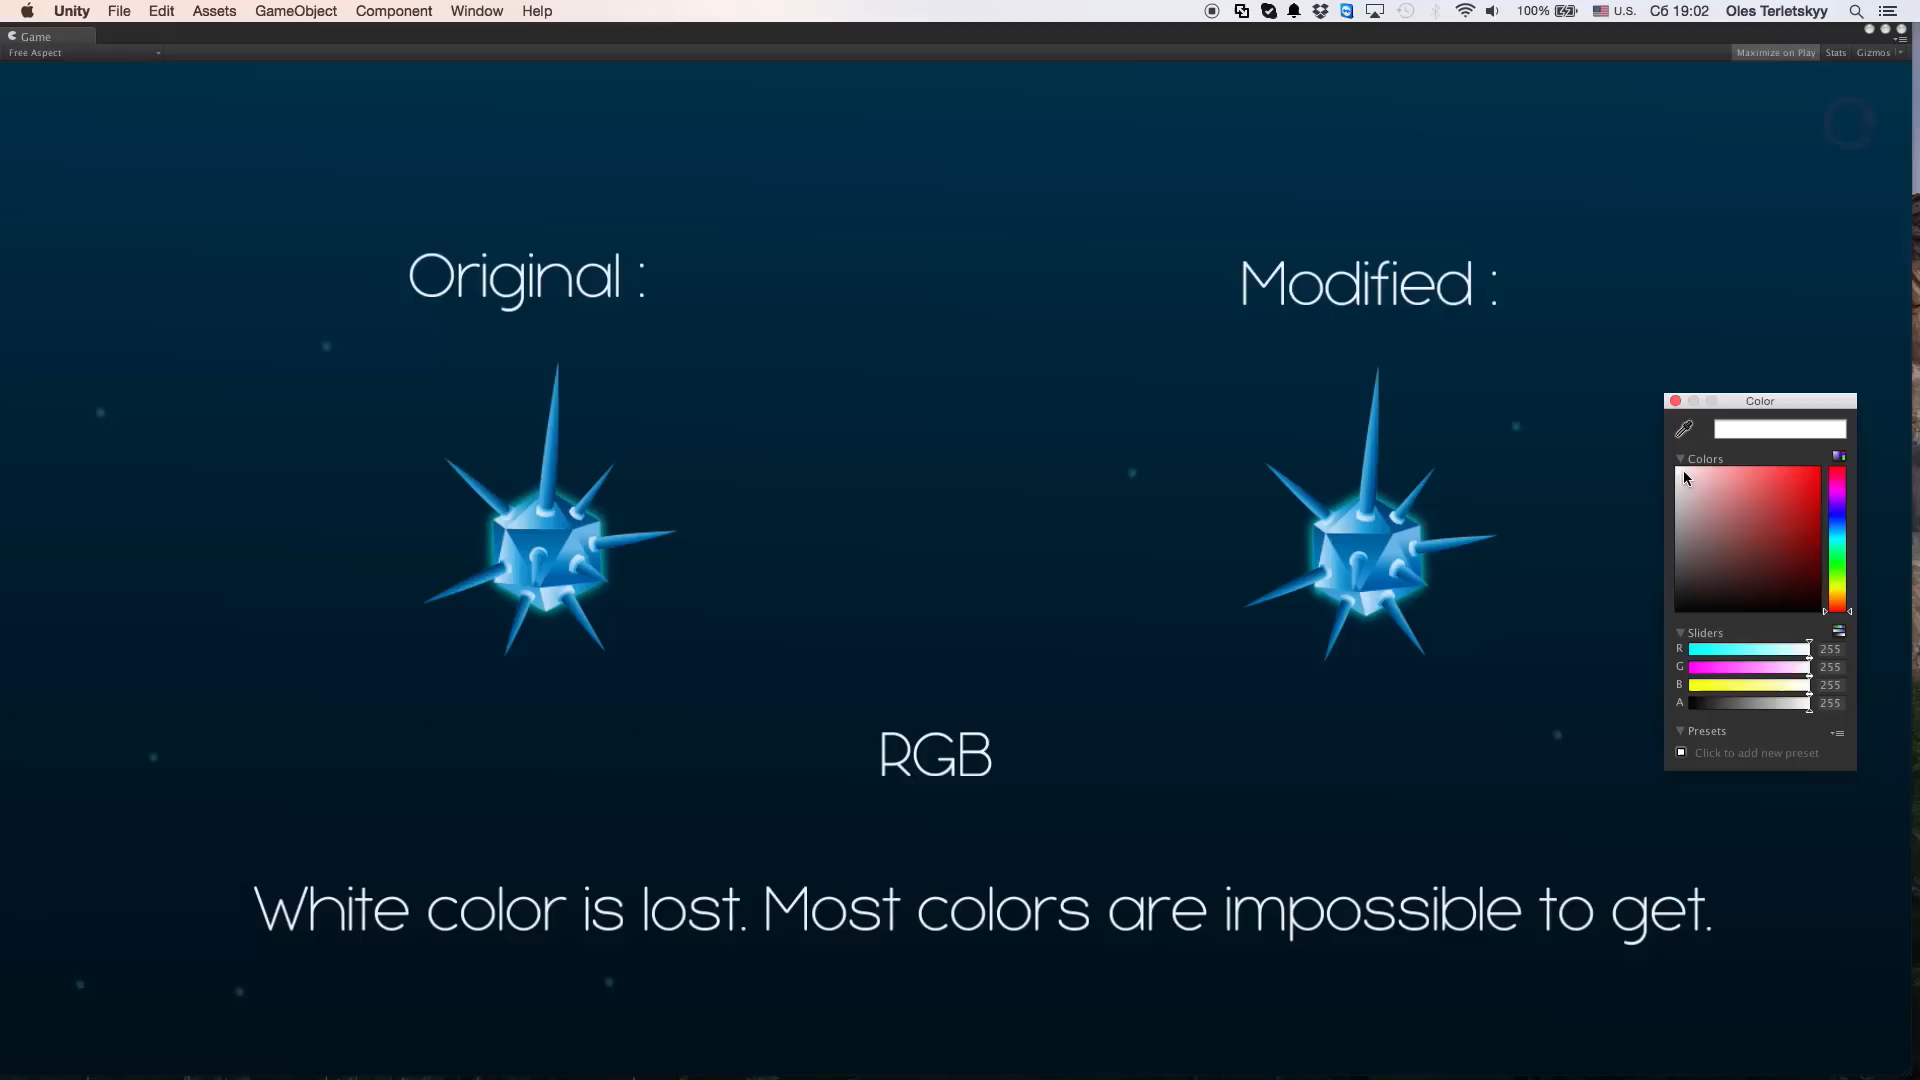 Unity File Edit Assets GameObject Component Window Help 100% U.S. Сб 19:02 Oles Terletskyy
Game
Free Aspect Maximize on Play Stats Gizmos
Original : Modified :
Color
Colors
Sliders
R 255
G 255
B 255
A 255
Presets
Click to add new preset
RGB
White color is lost. Most colors are impossible to get.